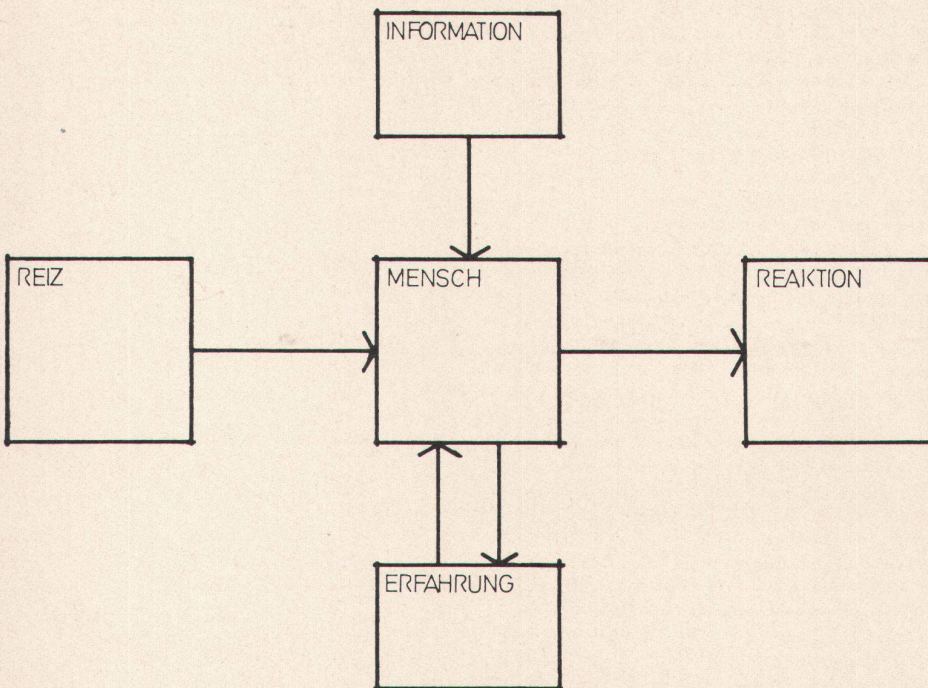 INFORMATION
REIZ
MENSCH
REAKTION
ERFAHRUNG